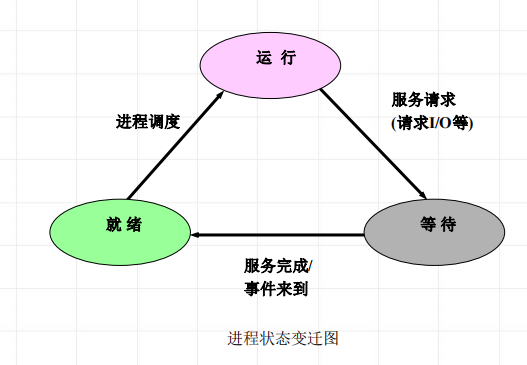 运 行
服务请求
(请求I/O等)
进程调度
就 绪
等 待
服务完成/
事件来到
进程状态变迁图